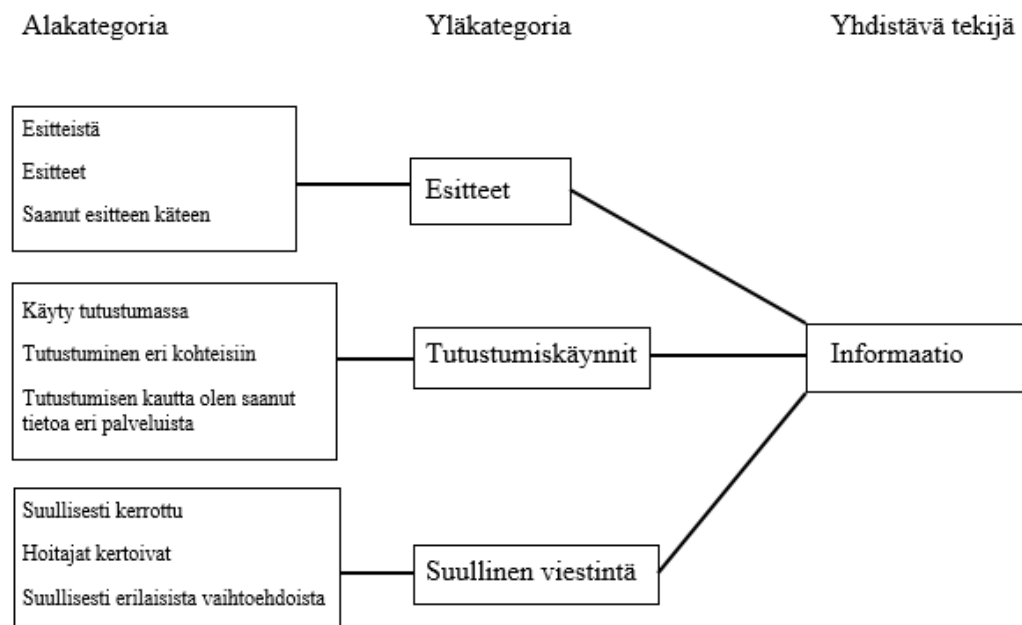 Alakategoria
Yläkategoria
Yhdistävä tekijä
Esitteistä
Esitteet
Saanut esitteen käteen
Esitteet
Käyty tutustumassa
Tutustuminen eri kohteisiin
Tutustumisen kautta olen saanut
tietoa eri palveluista
Tutustumiskäynnit
Informaatio
Suullisesti kerrottu
Hoitajat kertoivat
Suullisesti erilaisista vaihtoehdoista
Suullinen viestintä